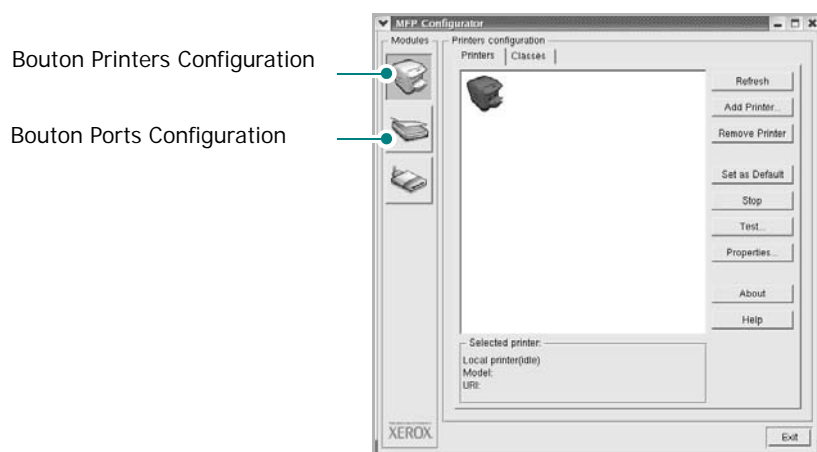 Bouton Printers Configuration
Bouton Ports Configuration
MFP Configurator
Modules
Printers configuration
Printers
Classes
Refresh
Add Printer...
Remove Printer
Set as Default
Stop
Test...
Properties...
About
Help
Selected printer:
Local printer(idle)
Model:
URI:
XEROX
Exit